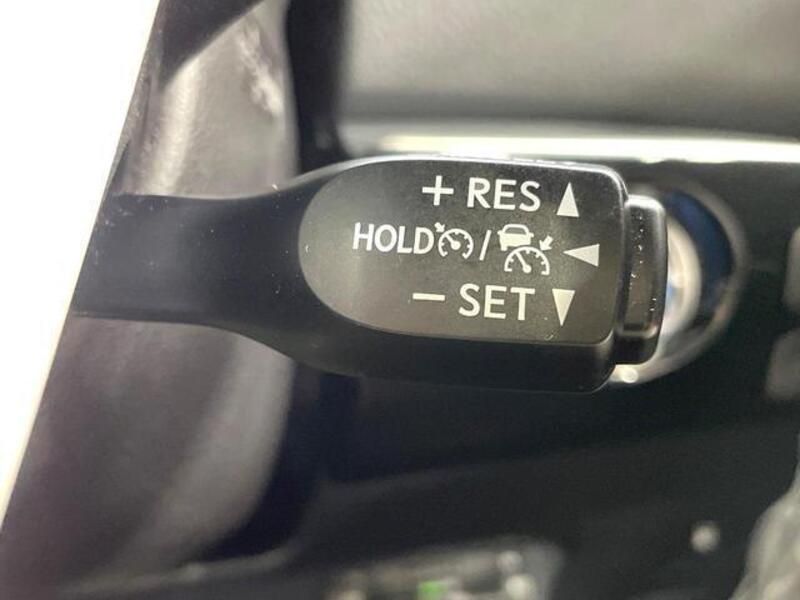 + RES ▲
HOLD / ◀
− SET ▼